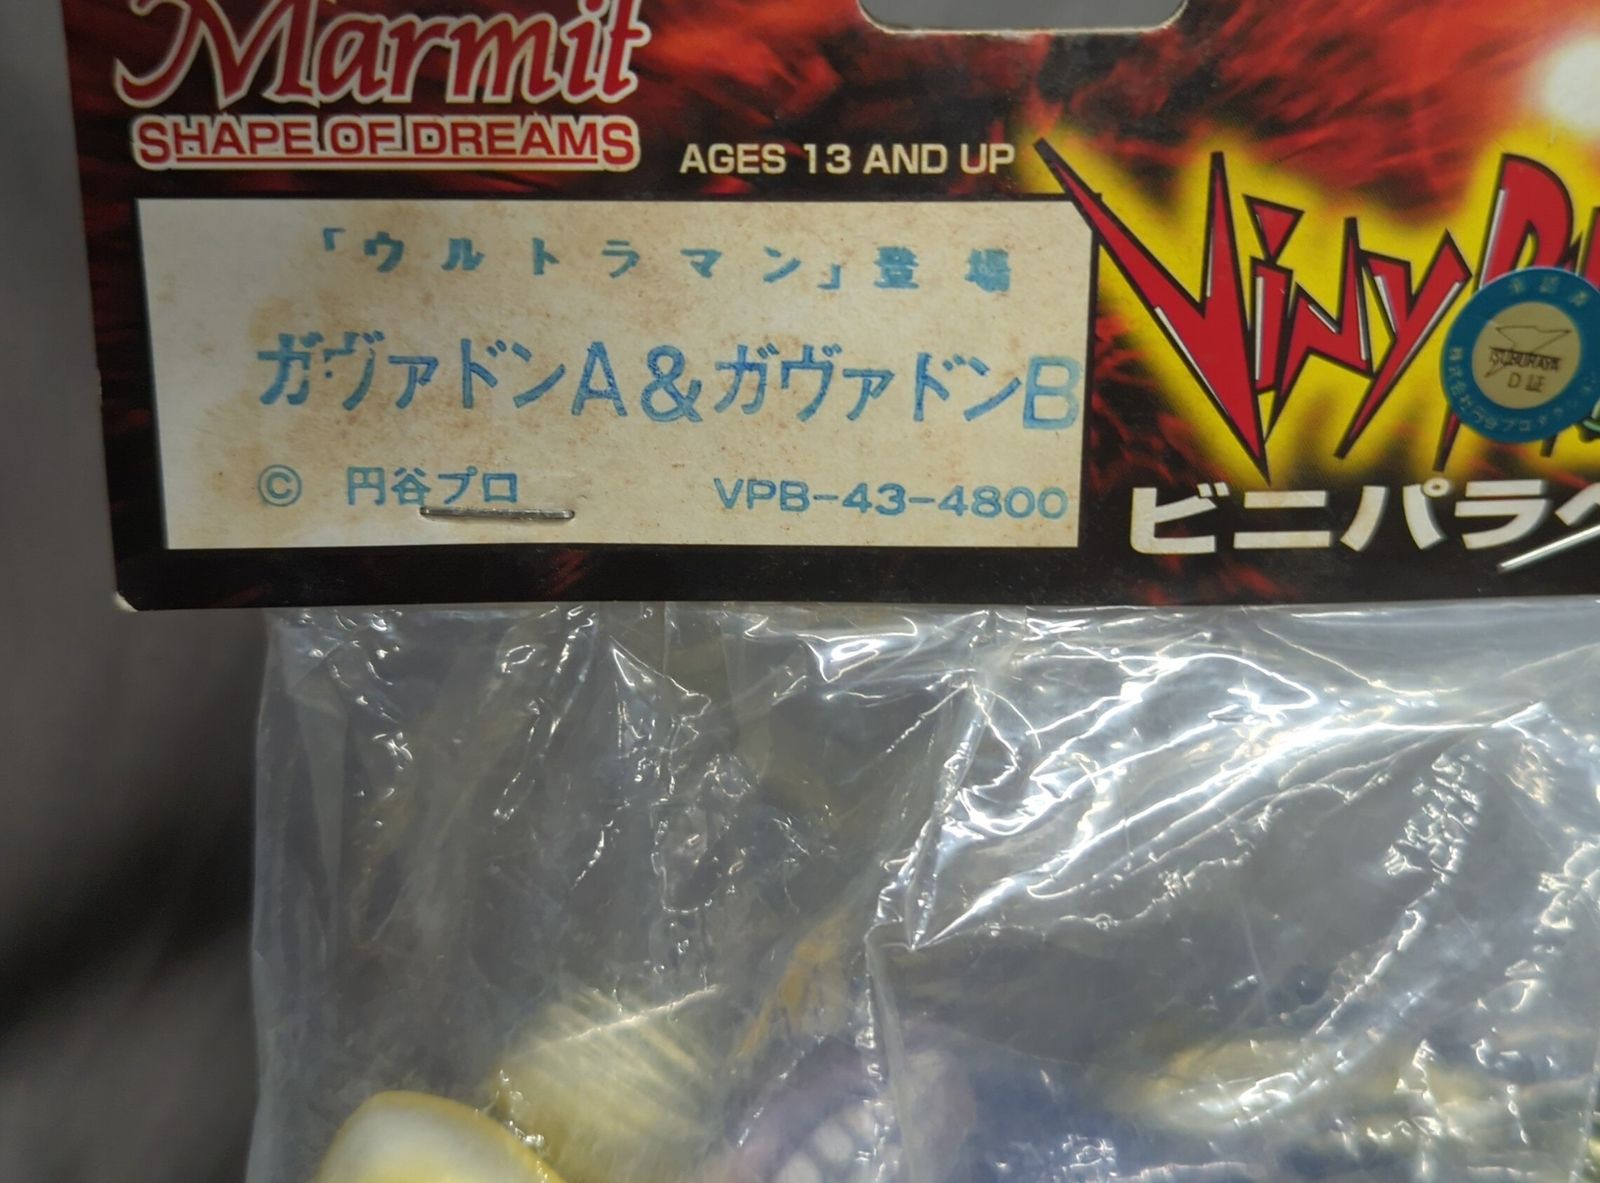 Marmit
SHAPE OF DREAMS
AGES 13 AND UP
「ウルトラマン」登場
ガヴァドンA&ガヴァドンB
© 円谷プロ
VPB-43-4800
ViNy
ビニパラ